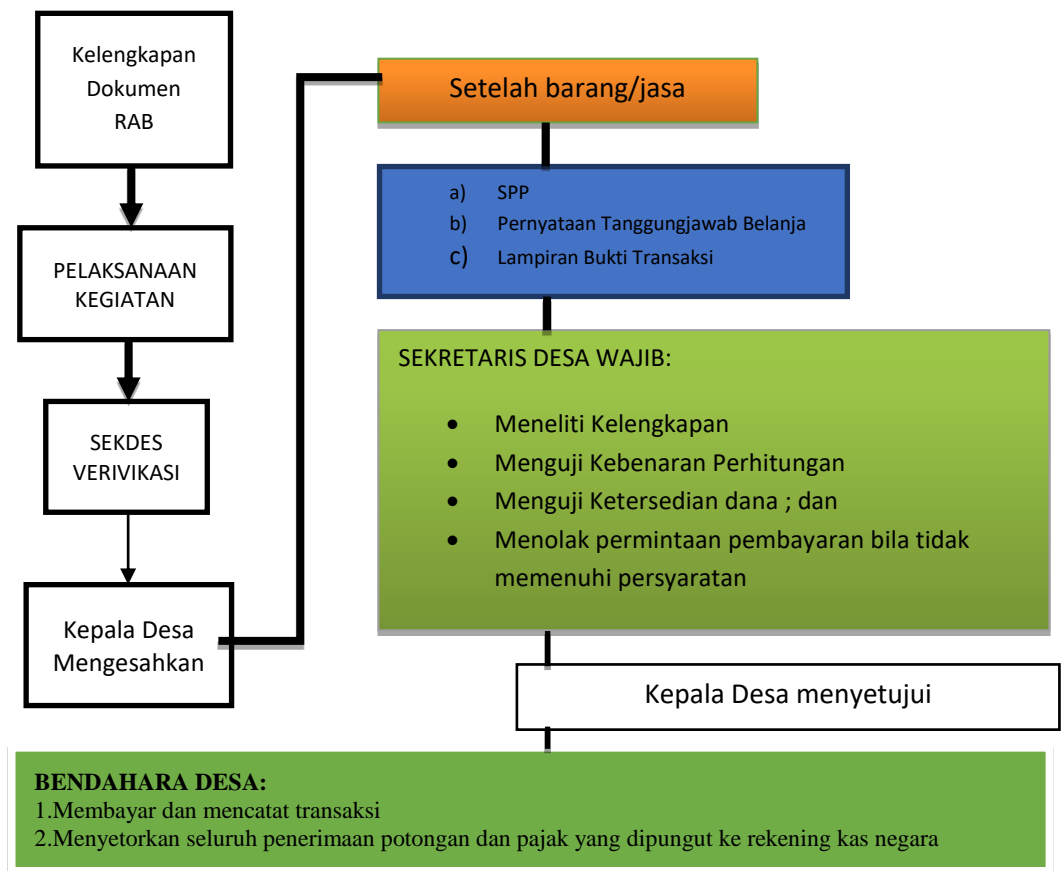 Kelengkapan
Dokumen
RAB
PELAKSANAAN
KEGIATAN
SEKDES
VERIVIKASI
Kepala Desa
Mengesahkan
Setelah barang/jasa
a) SPP
b) Pernyataan Tanggungjawab Belanja
c) Lampiran Bukti Transaksi
SEKRETARIS DESA WAJIB:
• Meneliti Kelengkapan
• Menguji Kebenaran Perhitungan
• Menguji Ketersedian dana ; dan
• Menolak permintaan pembayaran bila tidak
memenuhi persyaratan
Kepala Desa menyetujui
BENDAHARA DESA:
1.Membayar dan mencatat transaksi
2.Menyetorkan seluruh penerimaan potongan dan pajak yang dipungut ke rekening kas negara